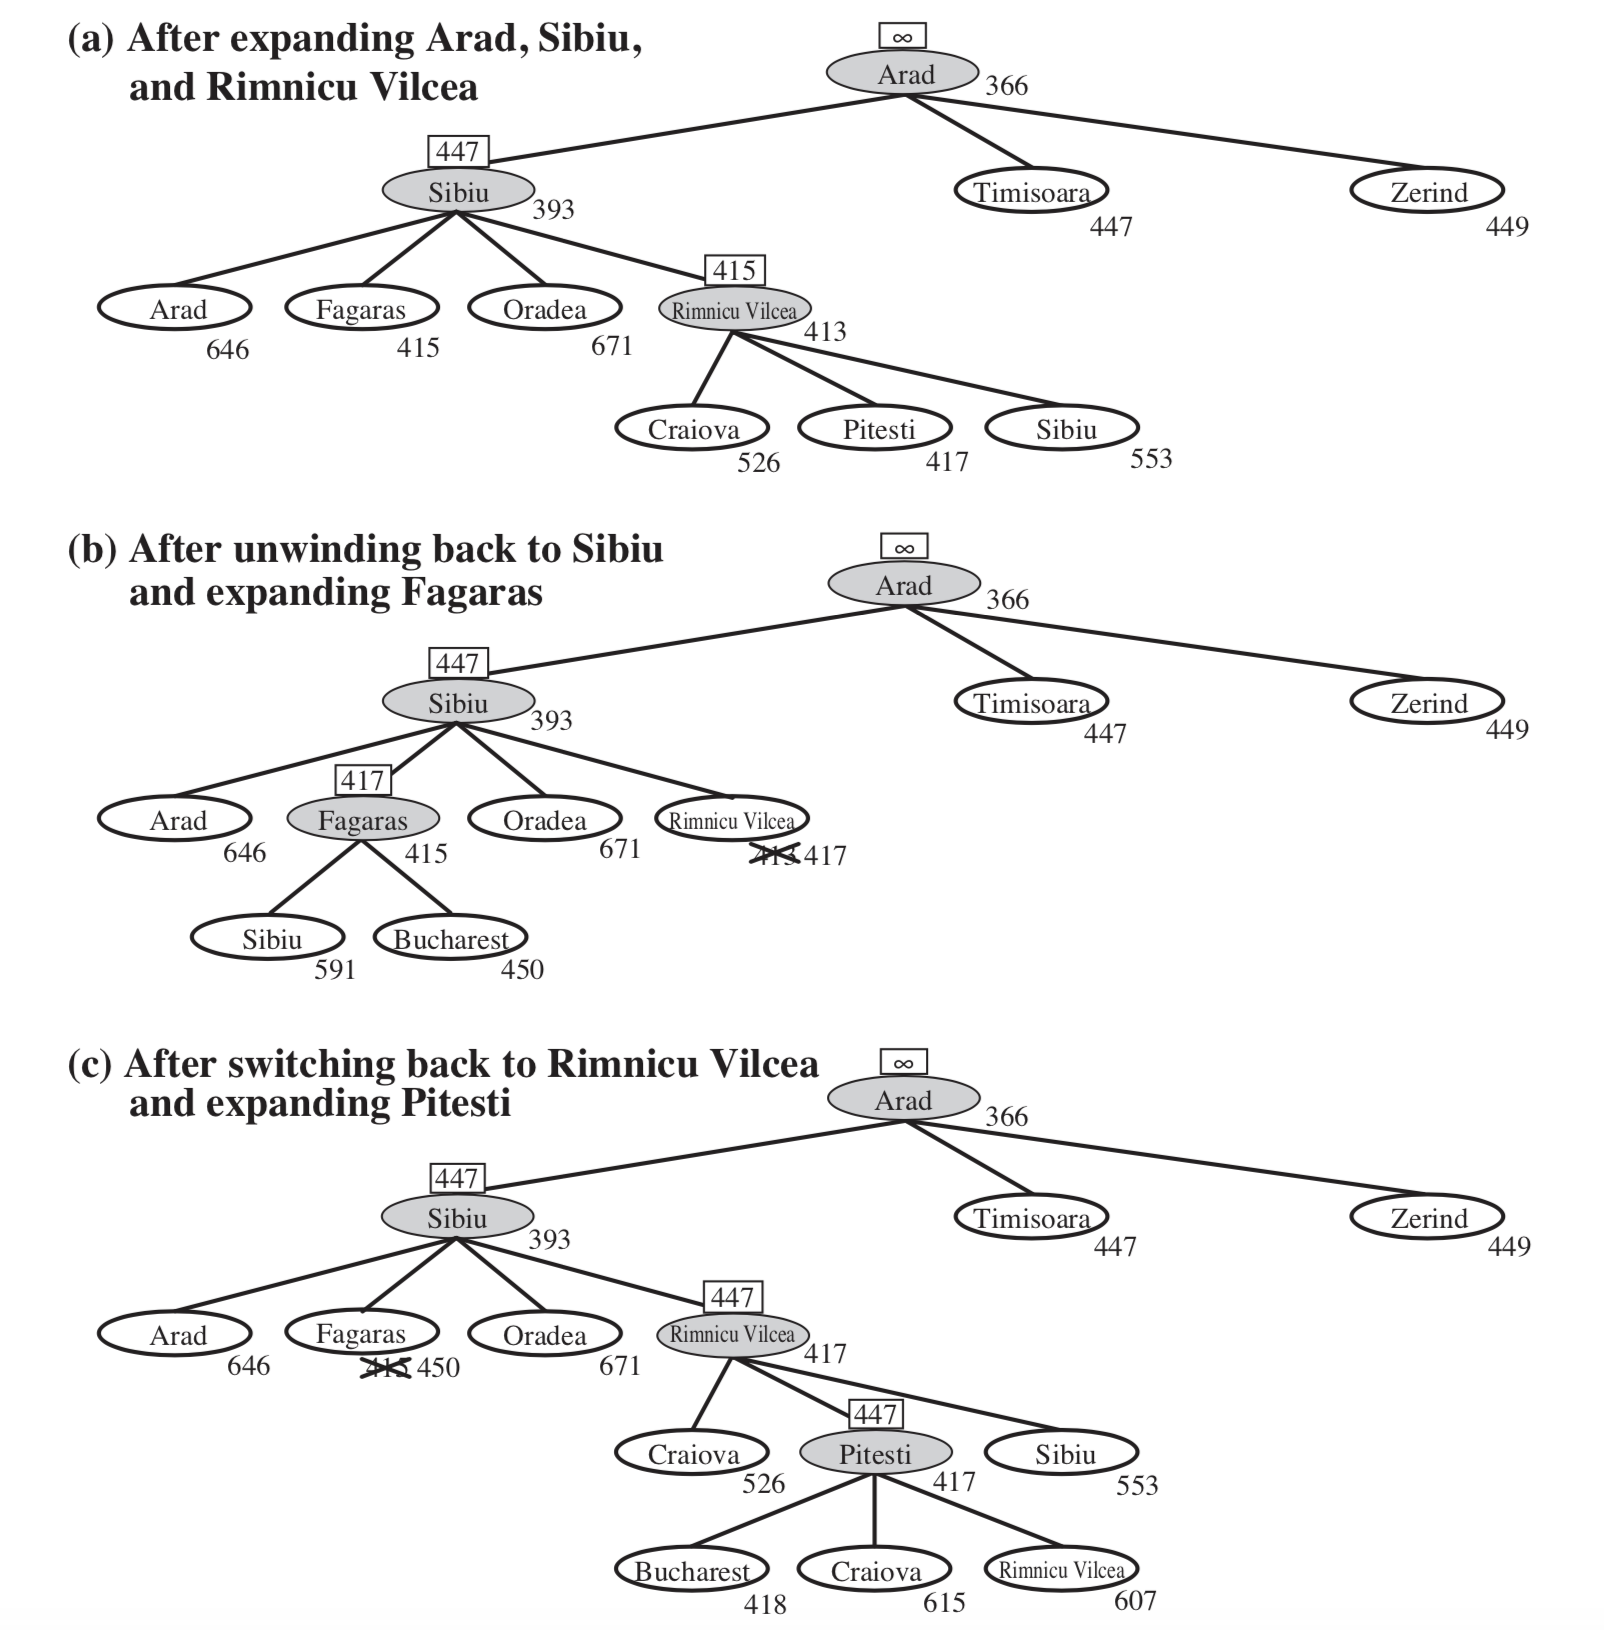 (a) After expanding Arad, Sibiu,
and Rimnicu Vilcea
∞
Arad
366
447
Sibiu
393
Timisoara
447
Zerind
449
Arad
646
Fagaras
415
Oradea
671
415
Rimnicu Vilcea
413
Craiova
526
Pitesti
417
Sibiu
553
(b) After unwinding back to Sibiu
and expanding Fagaras
∞
Arad
366
447
Sibiu
393
Timisoara
447
Zerind
449
Arad
646
417
Fagaras
415
Oradea
671
Rimnicu Vilcea
413 417
Sibiu
591
Bucharest
450
(c) After switching back to Rimnicu Vilcea
and expanding Pitesti
∞
Arad
366
447
Sibiu
393
Timisoara
447
Zerind
449
Arad
646
Fagaras
415 450
Oradea
671
447
Rimnicu Vilcea
417
Craiova
526
447
Pitesti
417
Sibiu
553
Bucharest
418
Craiova
615
Rimnicu Vilcea
607